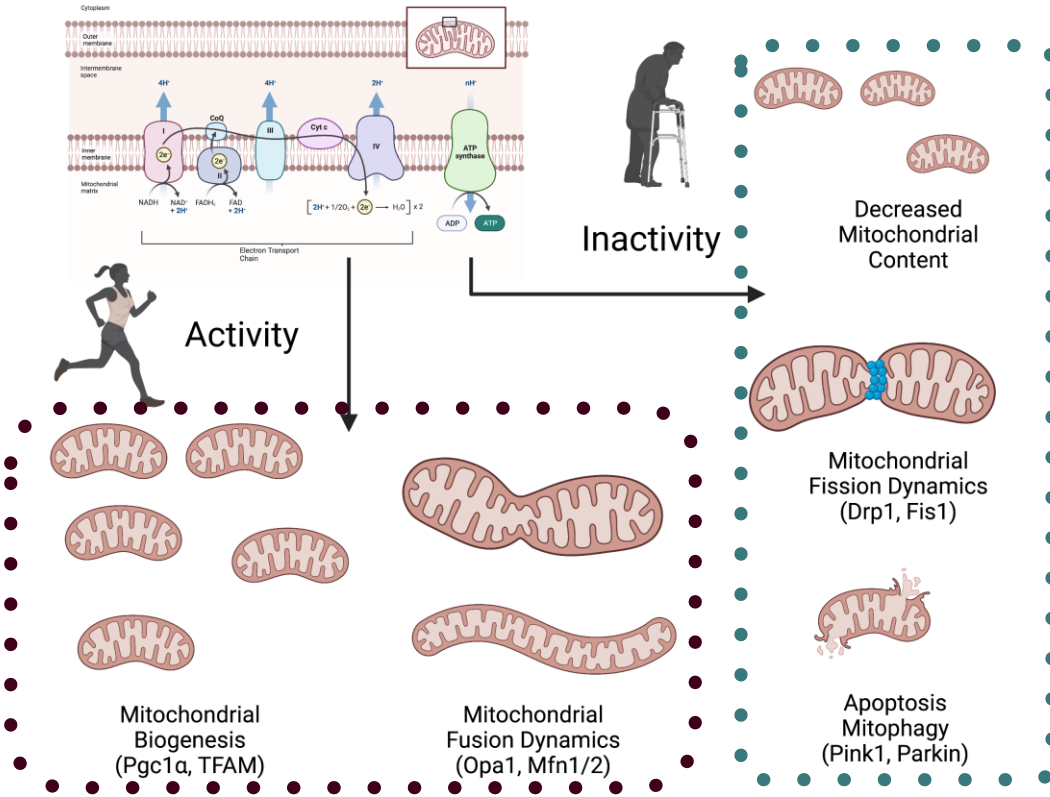 Cytoplasm
Outer
membrane
Intermembrane
space
4H⁺
4H⁺
2H⁺
nH⁺
CoQ
I
III
Cyt c
IV
ATP
synthase
2e⁻
2e⁻
II
Inner
membrane
Mitochondrial
matrix
NADH
NAD⁺
+ 2H⁺
FADH₂
FAD
+ 2H⁺
[2H⁺ + 1/2O₂ + 2e⁻ → H₂O] x 2
ADP
ATP
Electron Transport
Chain
Inactivity
Activity
Decreased
Mitochondrial
Content
Mitochondrial
Fission Dynamics
(Drp1, Fis1)
Apoptosis
Mitophagy
(Pink1, Parkin)
Mitochondrial
Biogenesis
(Pgc1α, TFAM)
Mitochondrial
Fusion Dynamics
(Opa1, Mfn1/2)